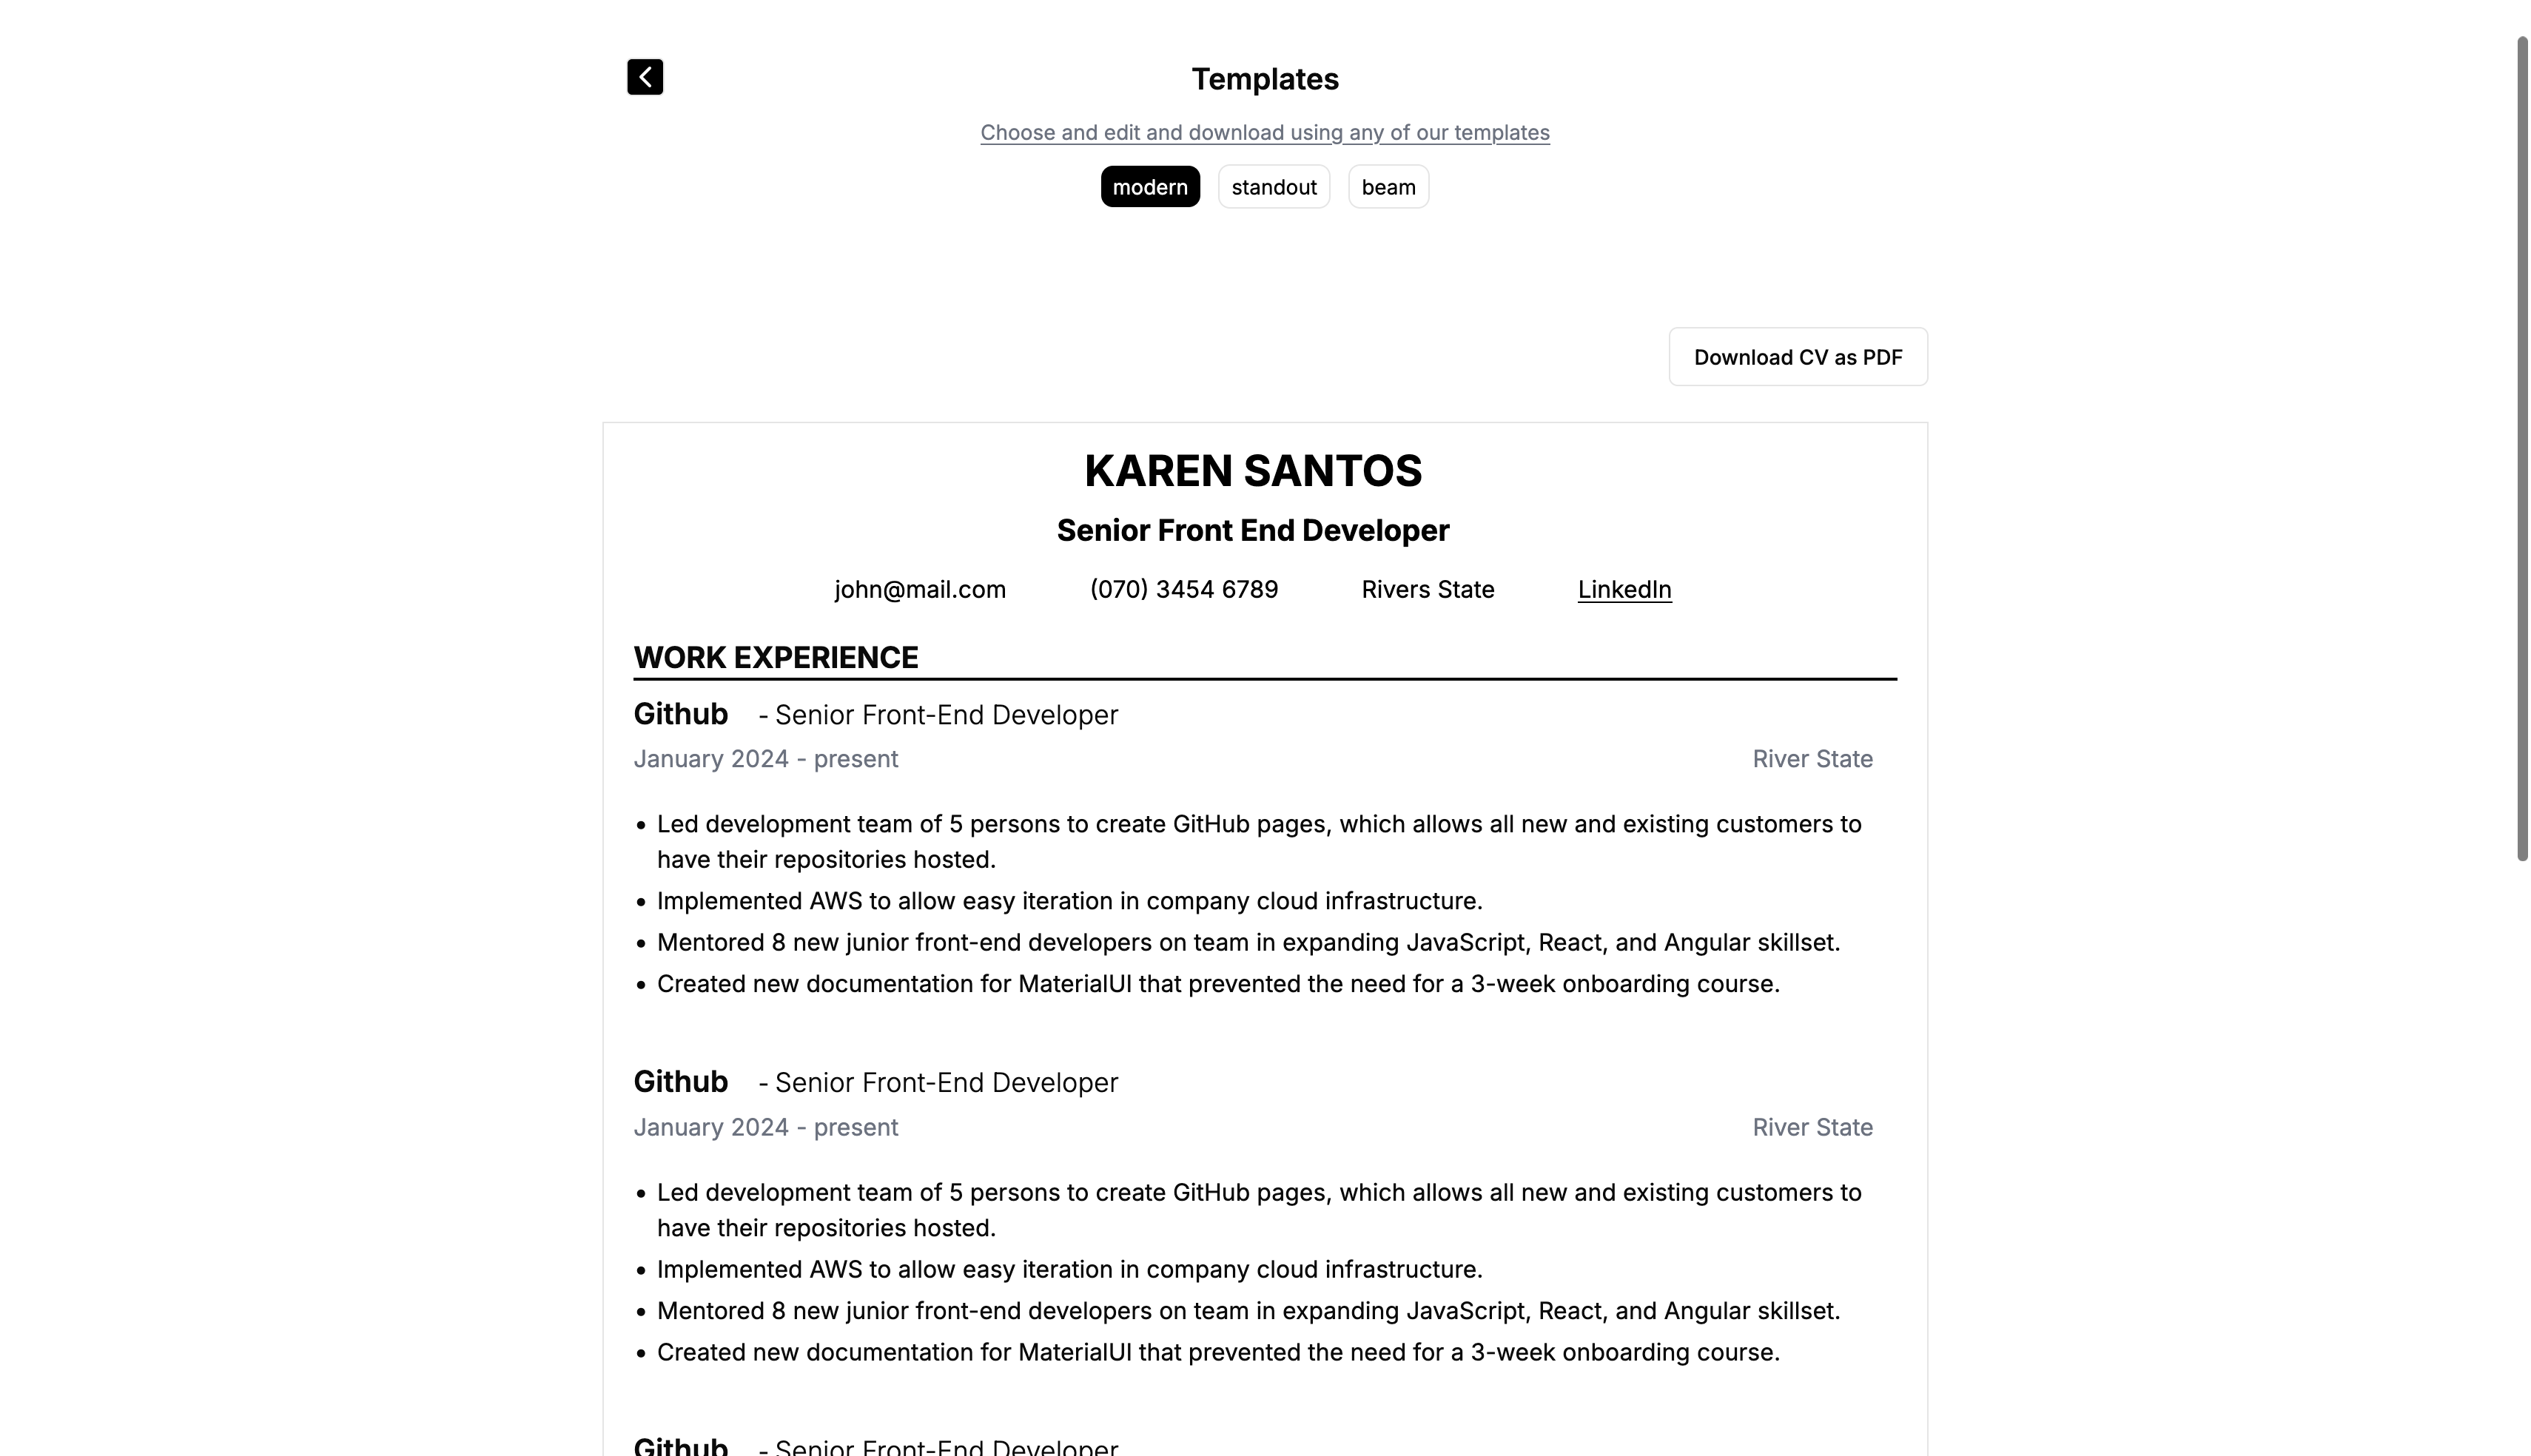 Templates
Choose and edit and download using any of our templates
modern standout beam
Download CV as PDF
KAREN SANTOS
Senior Front End Developer
john@mail.com (070) 3454 6789 Rivers State LinkedIn
WORK EXPERIENCE
Github - Senior Front-End Developer
January 2024 - present River State
• Led development team of 5 persons to create GitHub pages, which allows all new and existing customers to
have their repositories hosted.
• Implemented AWS to allow easy iteration in company cloud infrastructure.
• Mentored 8 new junior front-end developers on team in expanding JavaScript, React, and Angular skillset.
• Created new documentation for MaterialUI that prevented the need for a 3-week onboarding course.
Github - Senior Front-End Developer
January 2024 - present River State
• Led development team of 5 persons to create GitHub pages, which allows all new and existing customers to
have their repositories hosted.
• Implemented AWS to allow easy iteration in company cloud infrastructure.
• Mentored 8 new junior front-end developers on team in expanding JavaScript, React, and Angular skillset.
• Created new documentation for MaterialUI that prevented the need for a 3-week onboarding course.
Github - Senior Front-End Developer